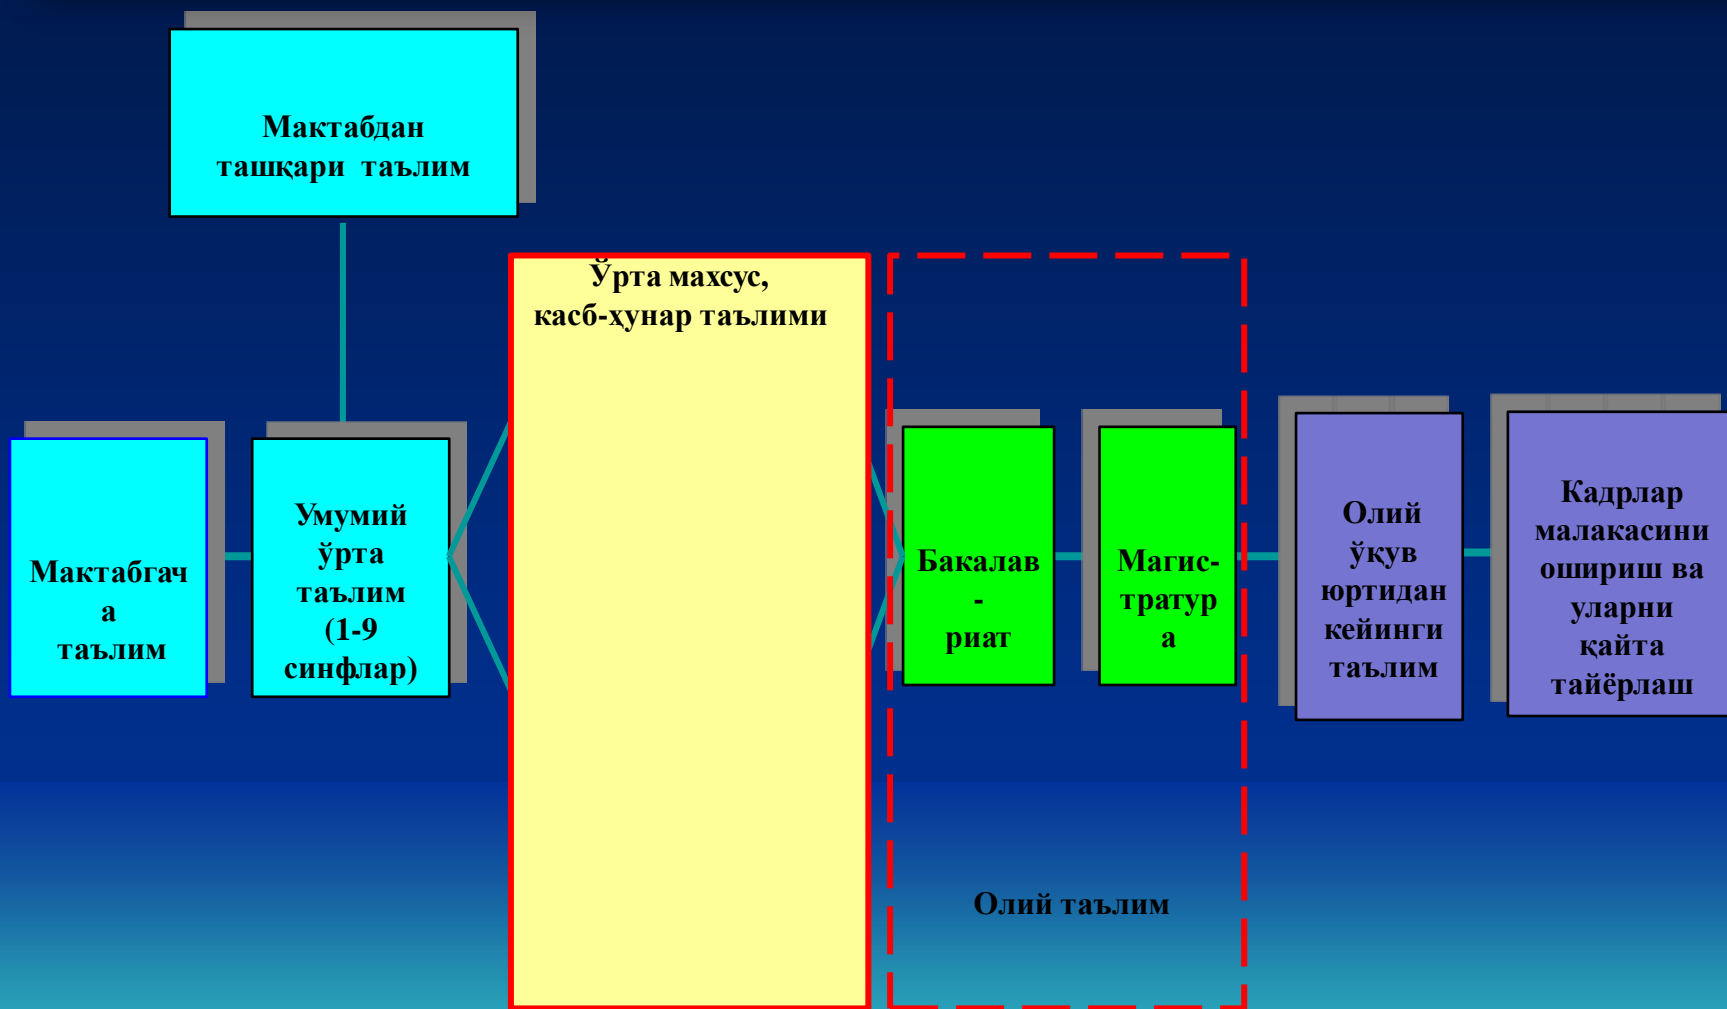 Мактабдан
ташқари таълим
Ўрта махсус,
касб-ҳунар таълими
Мактабгач
а
таълим
Умумий
ўрта
таълим
(1-9
синфлар)
Бакалав
-
риат
Магис-
тратур
а
Олий
ўқув
юртидан
кейинги
таълим
Кадрлар
малакасини
ошириш ва
уларни
қайта
тайёрлаш
Олий таълим